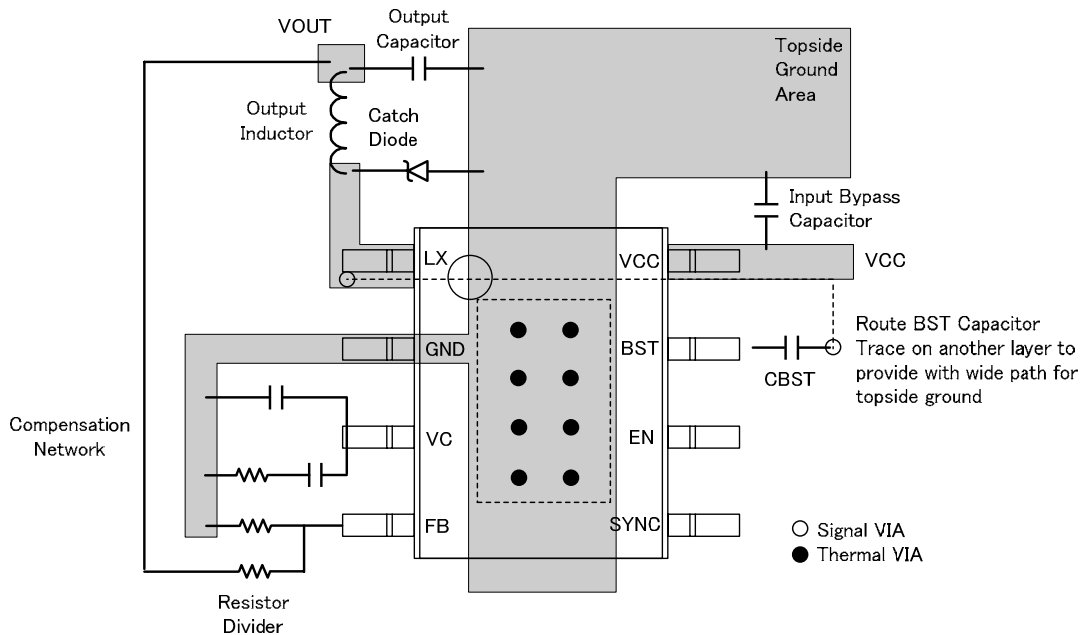 VOUT
Output
Capacitor
Topside
Ground
Area
Output
Inductor
Catch
Diode
Input Bypass
Capacitor
LX
VCC
VCC
GND
BST
CBST
Route BST Capacitor
Trace on another layer to
provide with wide path for
topside ground
Compensation
Network
VC
EN
FB
SYNC
Signal VIA
Thermal VIA
Resistor
Divider